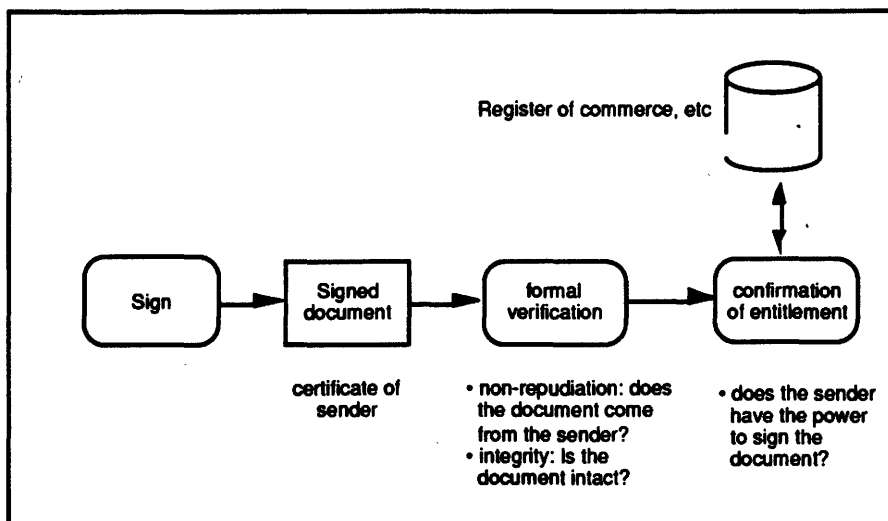 Register of commerce, etc
Sign
Signed
document
formal
verification
confirmation
of entitlement
certificate of
sender
• non-repudiation: does
the document come
from the sender?
• integrity: Is the
document intact?
• does the sender
have the power
to sign the
document?